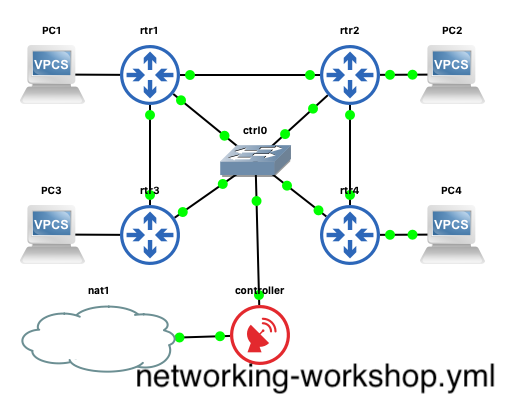 PC1 rtr1 rtr2 PC2
VPCS VPCS
ctrl0
PC3 rtr3 rtr4 PC4
VPCS VPCS
nat1 controller
networking-workshop.yml